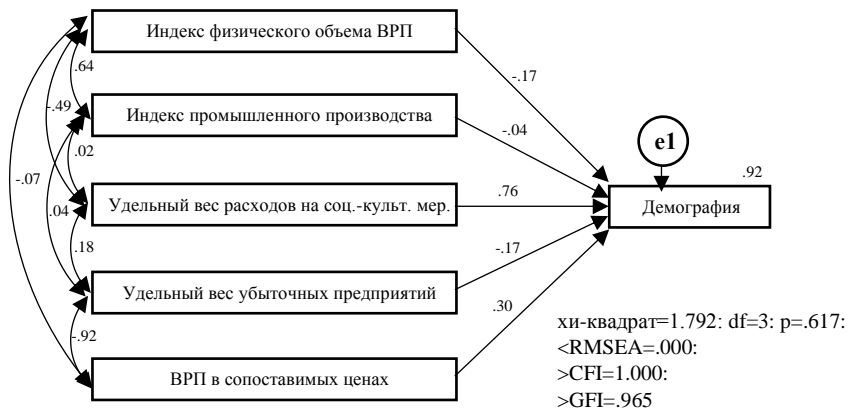 Индекс физического объема ВРП
-.17
.64
Индекс промышленного производства
-.49
-.04
e1
.02
.92
-.07
Удельный вес расходов на соц.-культ. мер.
.76
Демография
.04
.18
-.17
Удельный вес убыточных предприятий
.30
-.92
ВРП в сопоставимых ценах
хи-квадрат=1.792: df=3: p=.617:
<RMSEA=.000:
>CFI=1.000:
>GFI=.965